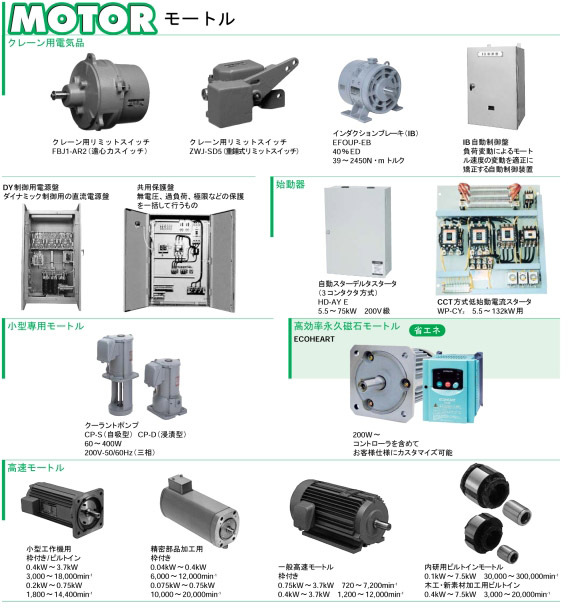 MOTOR モートル
クレーン用電気品
クレーン用リミットスイッチ
FBJ1-AR2（遠心力スイッチ）
クレーン用リミットスイッチ
ZWJ-SD5（重錘式リミットスイッチ）
インダクションブレーキ（IB）
EFOUP-EB
40%ED
39～2450N・m トルク
IB自動制御盤
負荷変動によるモート
ル速度の変動を適正に
矯正する自動制御装置
DY制御用電源盤
ダイナミック制御用の直流電源盤
共用保護盤
無電圧、過負荷、極限などの保護
を一括して行うもの
始動器
自動スターデルタスタータ
（3コンタクタ方式）
HD-AY E
5.5～75kW 200V級
CCT方式低始動電流スタータ
WP-CY₂ 5.5～132kW用
小型専用モートル
クーラントポンプ
CP-S（自吸型） CP-D（浸漬型）
60～400W
200V-50/60Hz（三相）
高効率永久磁石モートル
省エネ
ECOHEART
200W～
コントローラを含めて
お客様仕様にカスタマイズ可能
高速モートル
小型工作機用
枠付き/ビルトイン
0.4kW～3.7kW
3,000～18,000min⁻¹
0.2kW～0.75kW
1,800～14,400min⁻¹
精密部品加工用
枠付き
0.04kW～0.4kW
6,000～12,000min⁻¹
0.075kW～0.75kW
10,000～20,000min⁻¹
一般高速モートル
枠付き
0.75kW～3.7kW 720～7,200min⁻¹
0.4kW～3.7kW 1,200～12,000min⁻¹
内研用ビルトインモートル
0.1kW～7.5kW 30,000～300,000min⁻¹
木工・新素材加工用ビルトイン
0.4kW～7.5kW 3,000～20,000min⁻¹